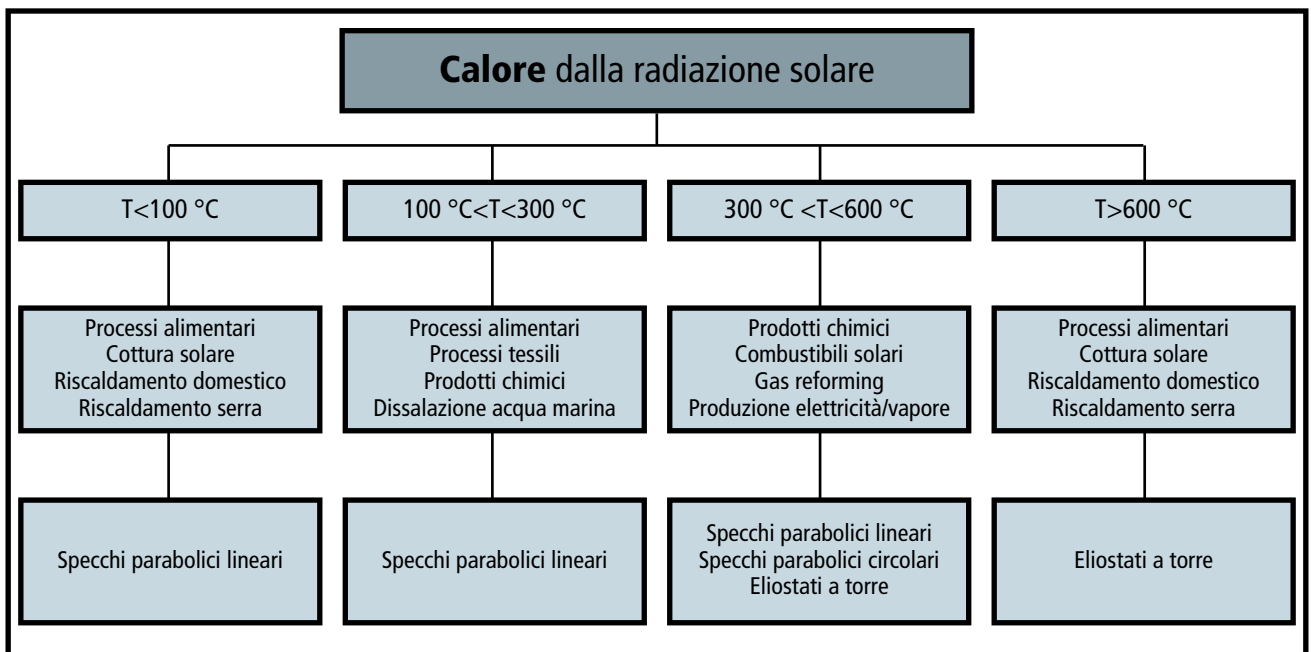 Calore dalla radiazione solare
T<100 °C
100 °C<T<300 °C
300 °C <T<600 °C
T>600 °C
Processi alimentari
Cottura solare
Riscaldamento domestico
Riscaldamento serra
Processi alimentari
Processi tessili
Prodotti chimici
Dissalazione acqua marina
Prodotti chimici
Combustibili solari
Gas reforming
Produzione elettricità/vapore
Processi alimentari
Cottura solare
Riscaldamento domestico
Riscaldamento serra
Specchi parabolici lineari
Specchi parabolici lineari
Specchi parabolici lineari
Specchi parabolici circolari
Eliostati a torre
Eliostati a torre